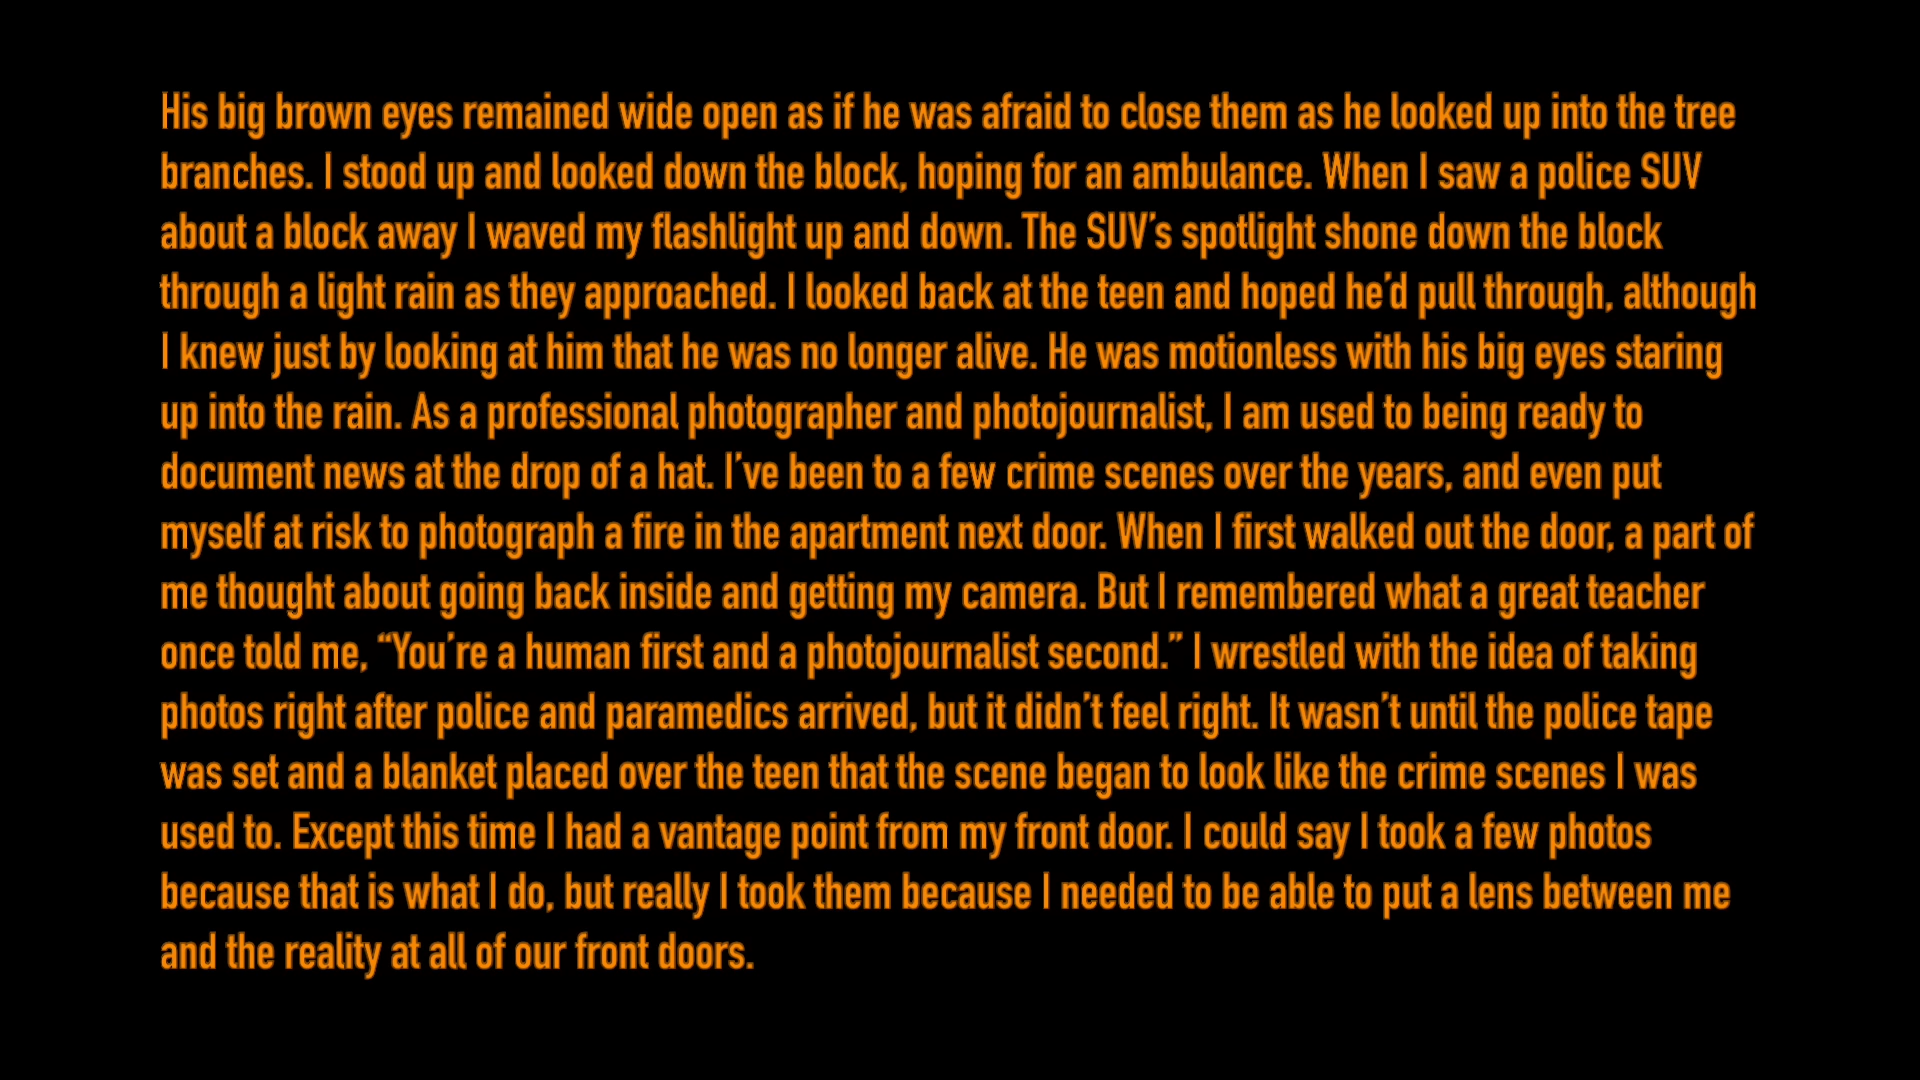 His big brown eyes remained wide open as if he was afraid to close them as he looked up into the tree
branches. I stood up and looked down the block, hoping for an ambulance. When I saw a police SUV
about a block away I waved my flashlight up and down. The SUV’s spotlight shone down the block
through a light rain as they approached. I looked back at the teen and hoped he’d pull through, although
I knew just by looking at him that he was no longer alive. He was motionless with his big eyes staring
up into the rain. As a professional photographer and photojournalist, I am used to being ready to
document news at the drop of a hat. I’ve been to a few crime scenes over the years, and even put
myself at risk to photograph a fire in the apartment next door. When I first walked out the door, a part of
me thought about going back inside and getting my camera. But I remembered what a great teacher
once told me, “You’re a human first and a photojournalist second.” I wrestled with the idea of taking
photos right after police and paramedics arrived, but it didn’t feel right. It wasn’t until the police tape
was set and a blanket placed over the teen that the scene began to look like the crime scenes I was
used to. Except this time I had a vantage point from my front door. I could say I took a few photos
because that is what I do, but really I took them because I needed to be able to put a lens between me
and the reality at all of our front doors.